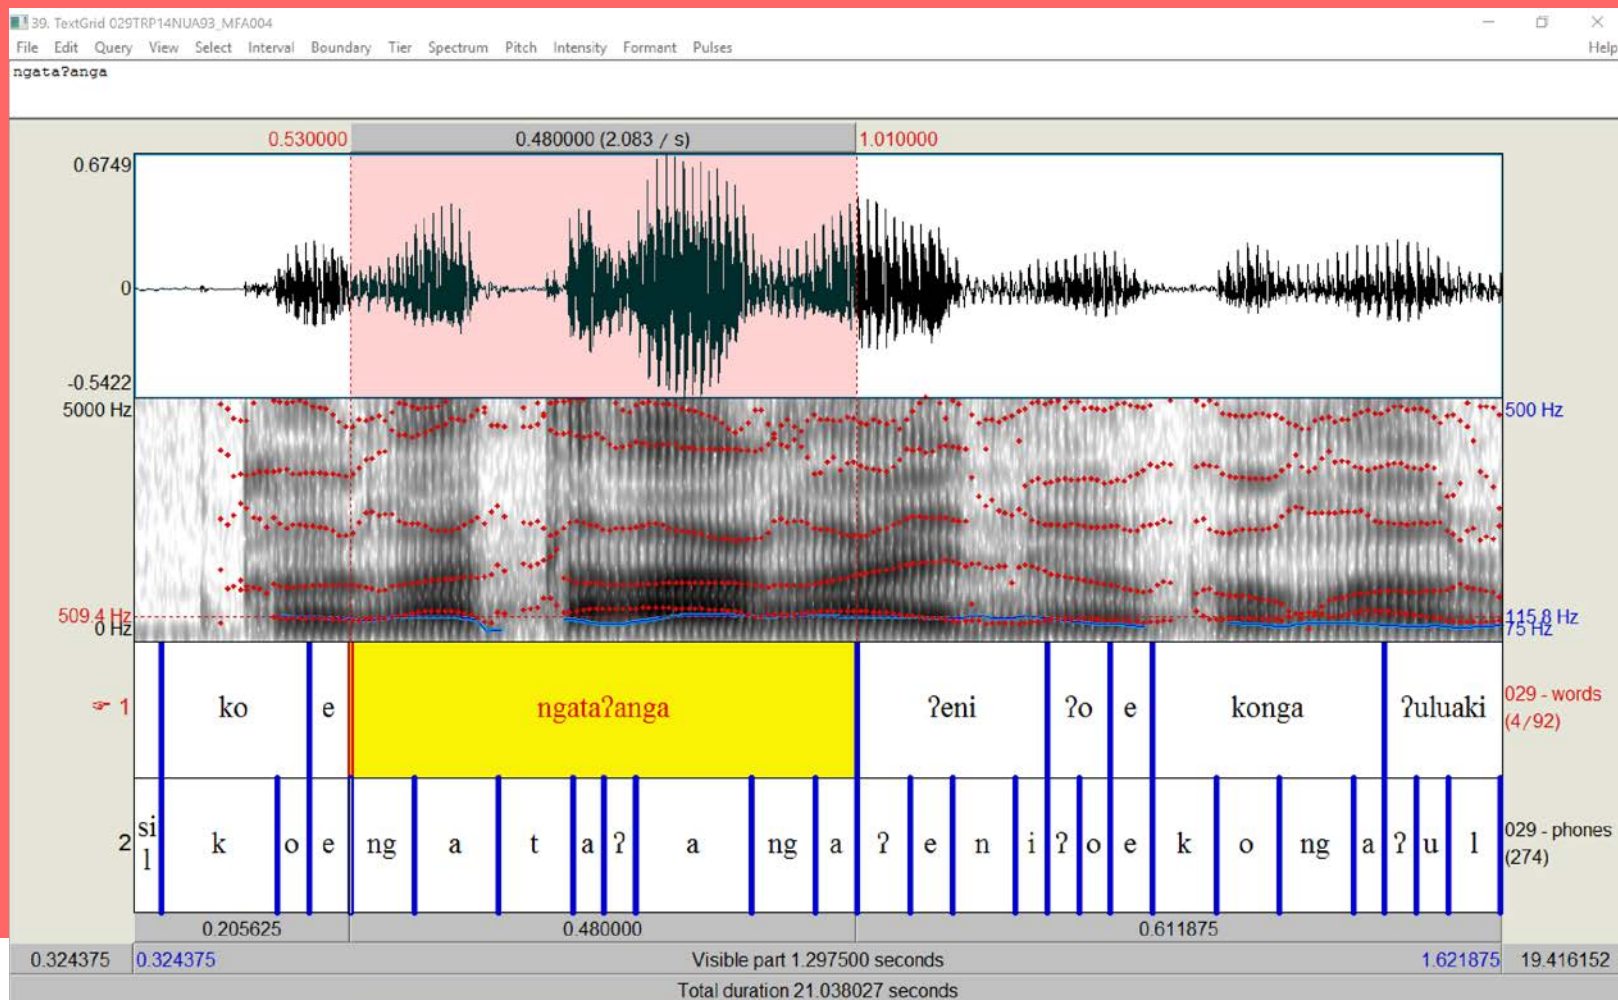 39. TextGrid 029TRP14NUA93_MFA004
File Edit Query View Select Interval Boundary Tier Spectrum Pitch Intensity Formant Pulses Help
ngataʔanga
0.530000 0.480000 (2.083 / s) 1.010000
0.6749
0
-0.5422
5000 Hz 500 Hz
509.4 Hz 115.8 Hz
0 Hz 75 Hz
1 ko e ngataʔanga ʔeni ʔo e konga ʔuluaki 029 - words (4/92)
2 sil k o e ng a t a ʔ a ng a ʔ e n i ʔ o e k o ng a ʔ u l 029 - phones (274)
0.205625 0.480000 0.611875
0.324375 0.324375 Visible part 1.297500 seconds 1.621875 19.416152
Total duration 21.038027 seconds